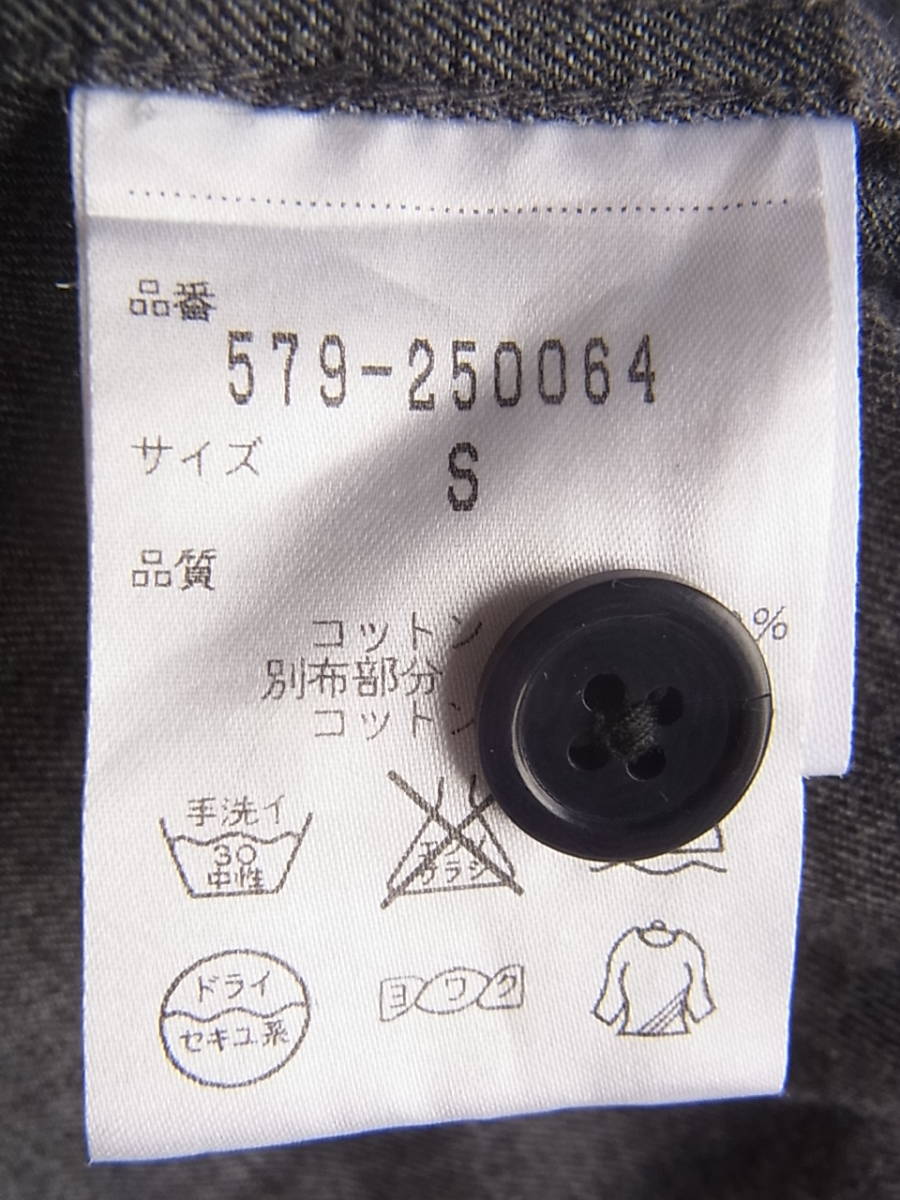 品番
579-250064
サイズ
S
品質
コットン %
別布部分
コットン
手洗イ
30
中性
エンソ
サラシ
ドライ
セキユ系
ヨワク